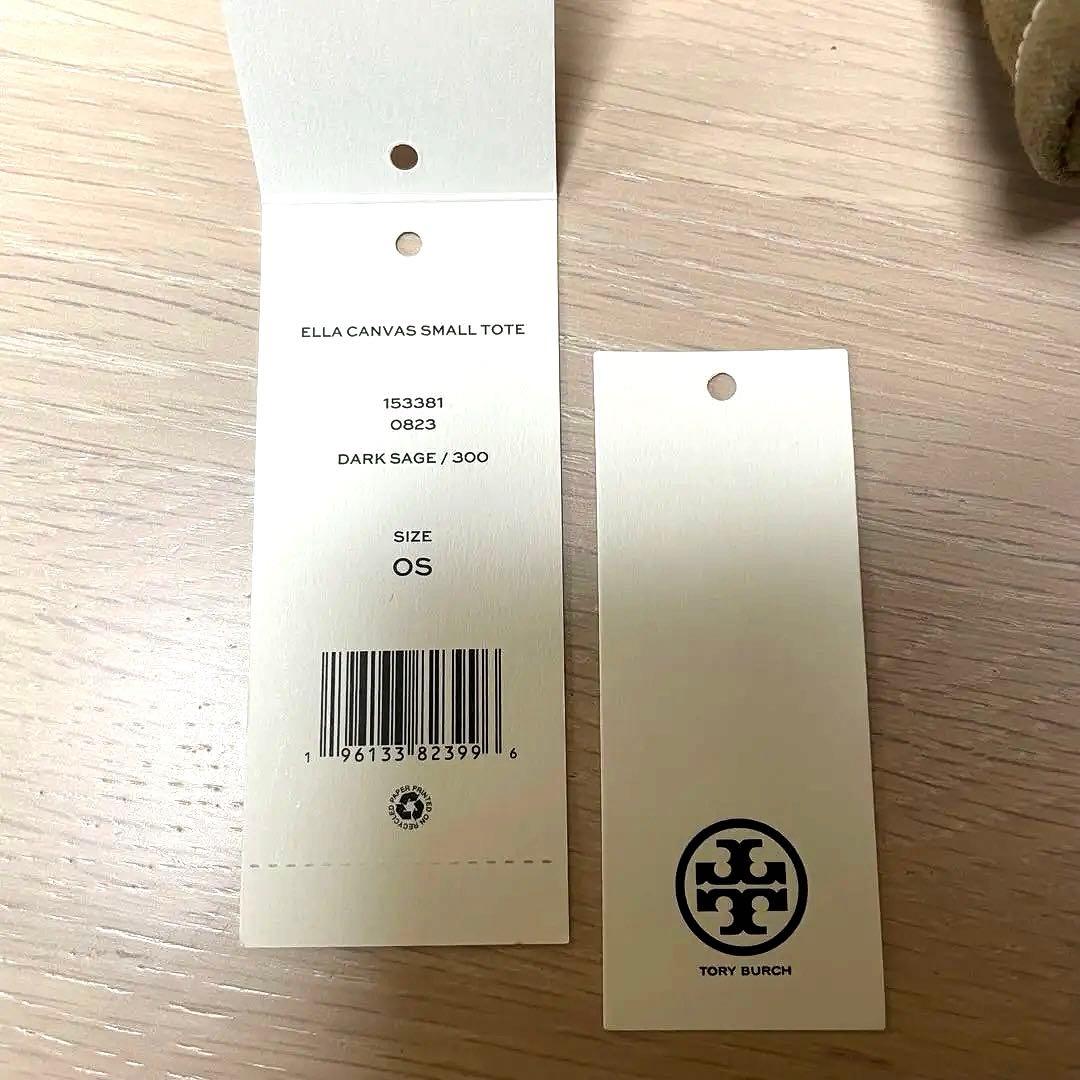 ELLA CANVAS SMALL TOTE
153381
0823
DARK SAGE / 300
SIZE
OS
1 96133 82399 6
PAPER PRINTED ON RECYCLED
TORY BURCH